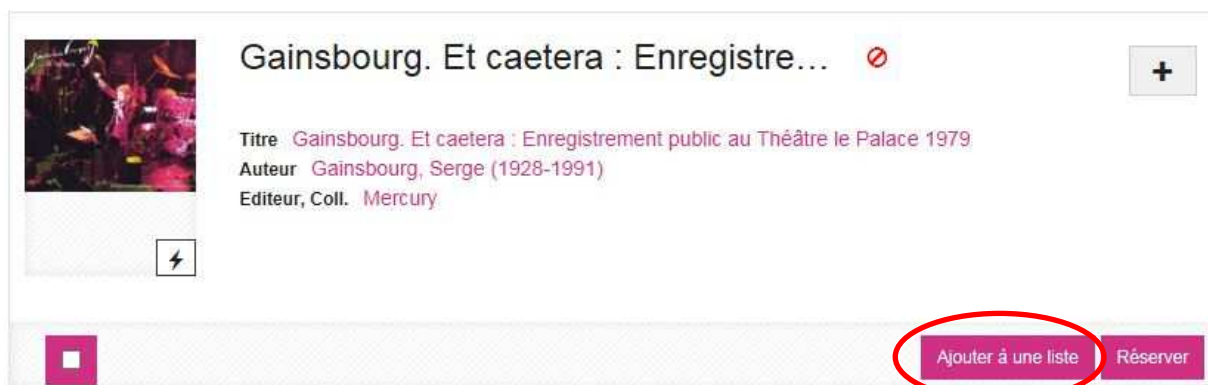 Gainsbourg. Et caetera : Enregistre...
Titre Gainsbourg. Et caetera : Enregistrement public au Théâtre le Palace 1979
Auteur Gainsbourg, Serge (1928-1991)
Editeur, Coll. Mercury
Ajouter à une liste Réserver